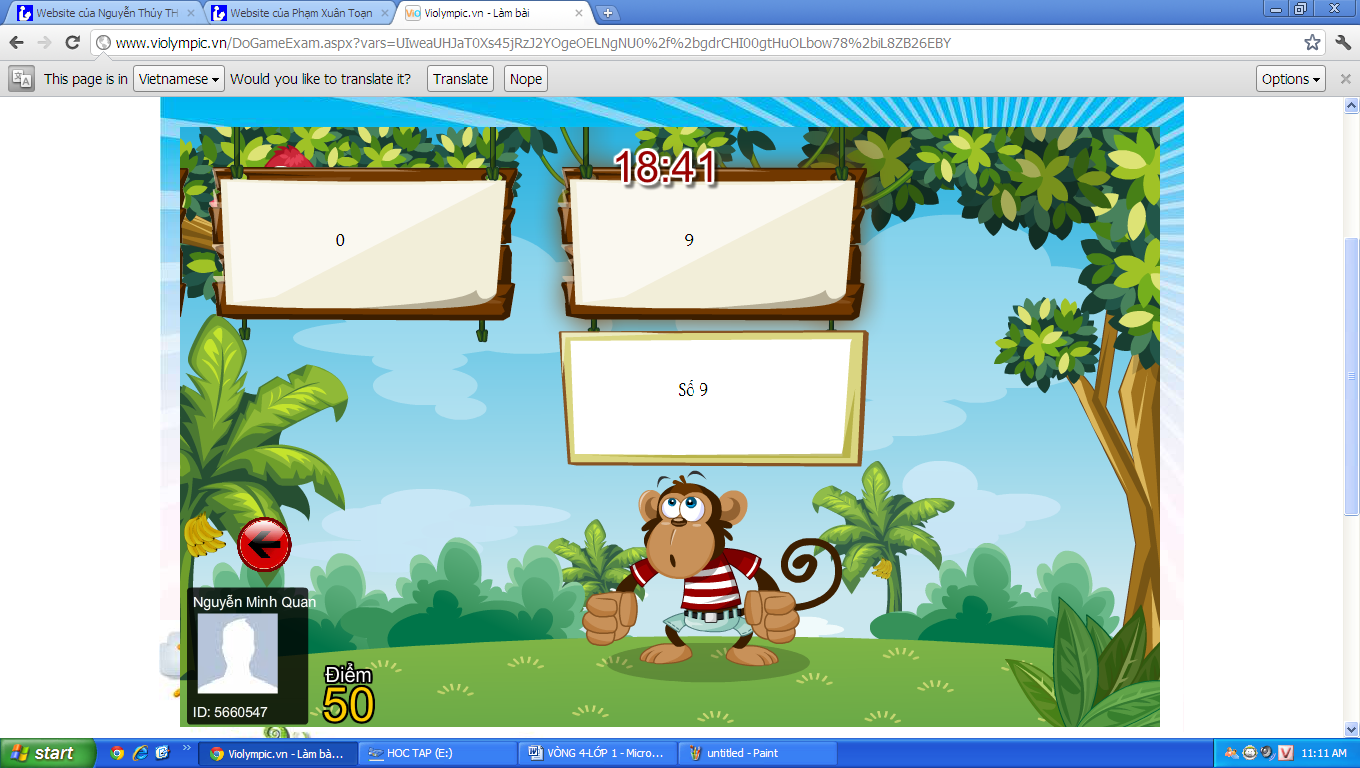 Website của Nguyễn Thúy TH
Website của Phạm Xuân Toạn
Violympic.vn - Làm bài
www.violympic.vn/DoGameExam.aspx?vars=UIweaUHJaT0Xs45jRzJ2YOgeOELNgNU0%2f%2bgdrCHI00gtHuOLbow78%2biL8ZB26EBY
This page is in Vietnamese Would you like to translate it? Translate Nope Options
18:41
0
9
Số 9
Nguyễn Minh Quan
ID: 5660547
Điểm
50
start
Violympic.vn - Làm bà...
HOC TAP (E:)
VÒNG 4-LỚP 1 - Micro...
untitled - Paint
11:11 AM